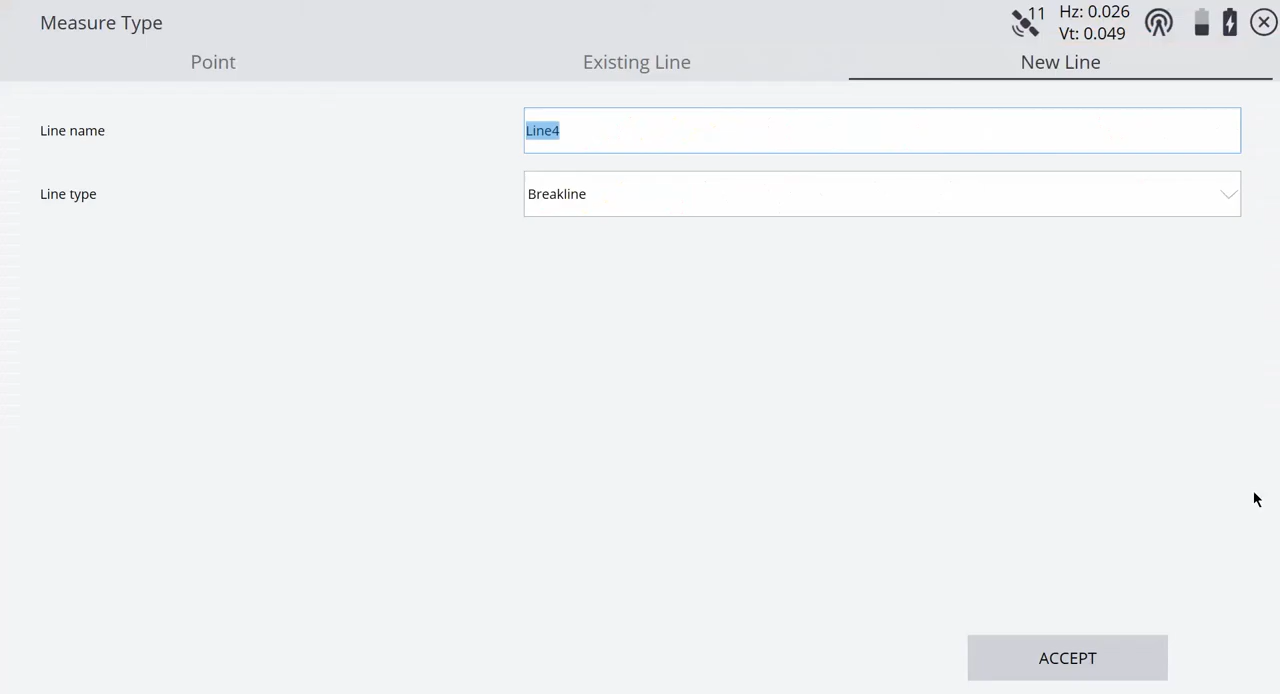 Measure Type
11
Hz: 0.026
Vt: 0.049
Point
Existing Line
New Line
Line name
Line4
Line type
Breakline
ACCEPT